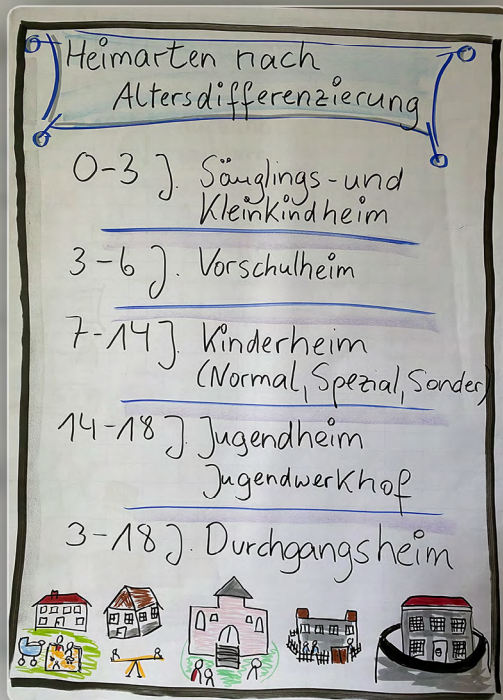 Heimarten nach
Altersdifferenzierung
0-3 J. Säuglings- und
Kleinkindheim
3-6 J. Vorschulheim
7-14 J. Kinderheim
(Normal, Spezial, Sonder)
14-18 J. Jugendheim
Jugendwerkhof
3-18 J. Durchgangsheim